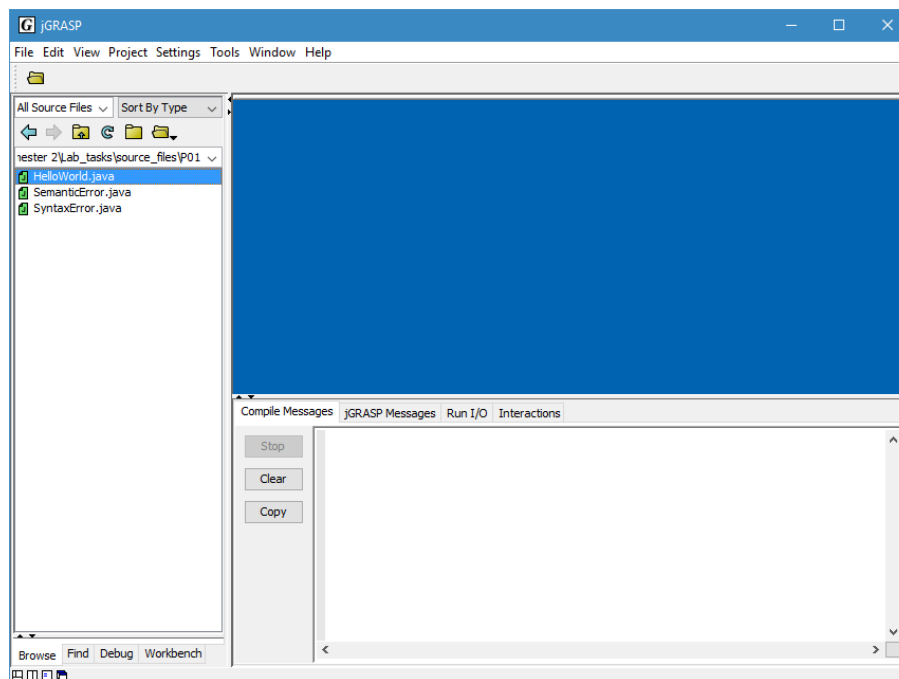 jGRASP
File Edit View Project Settings Tools Window Help
All Source Files Sort By Type
nester 2\Lab_tasks\source_files\P01
HelloWorld.java
SemanticError.java
SyntaxError.java
Compile Messages jGRASP Messages Run I/O Interactions
Stop
Clear
Copy
Browse Find Debug Workbench